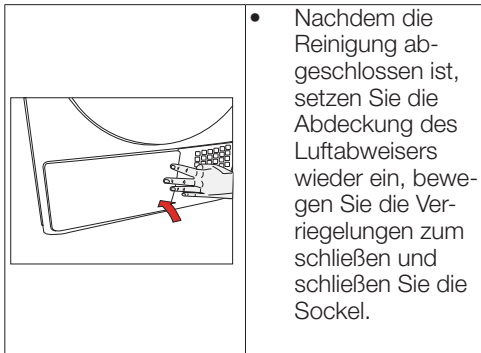 • Nachdem die
Reinigung ab-
geschlossen ist,
setzen Sie die
Abdeckung des
Luftabweisers
wieder ein, bewe-
gen Sie die Ver-
riegelungen zum
schließen und
schließen Sie die
Sockel.